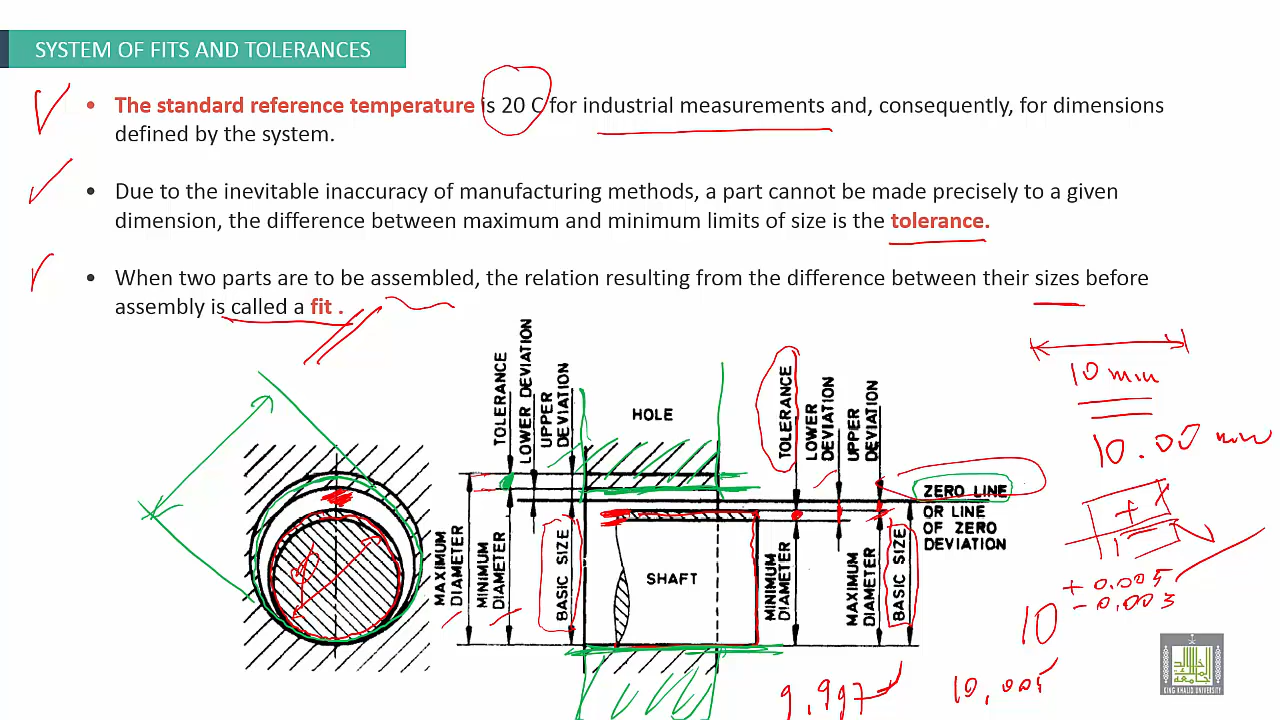 SYSTEM OF FITS AND TOLERANCES
• The standard reference temperature is 20 C for industrial measurements and, consequently, for dimensions
defined by the system.
• Due to the inevitable inaccuracy of manufacturing methods, a part cannot be made precisely to a given
dimension, the difference between maximum and minimum limits of size is the tolerance.
• When two parts are to be assembled, the relation resulting from the difference between their sizes before
assembly is called a fit .
TOLERANCE
LOWER DEVIATION
UPPER
DEVIATION
HOLE
TOLERANCE
LOWER
DEVIATION
UPPER
DEVIATION
ZERO LINE
OR LINE
OF ZERO
DEVIATION
MAXIMUM
DIAMETER
MINIMUM
DIAMETER
BASIC SIZE
SHAFT
MINIMUM
DIAMETER
MAXIMUM
DIAMETER
BASIC SIZE
10 mm
10.00 mm
+
-
10
+ 0.005
- 0.003
9,997
10,005
KING KHALID UNIVERSITY